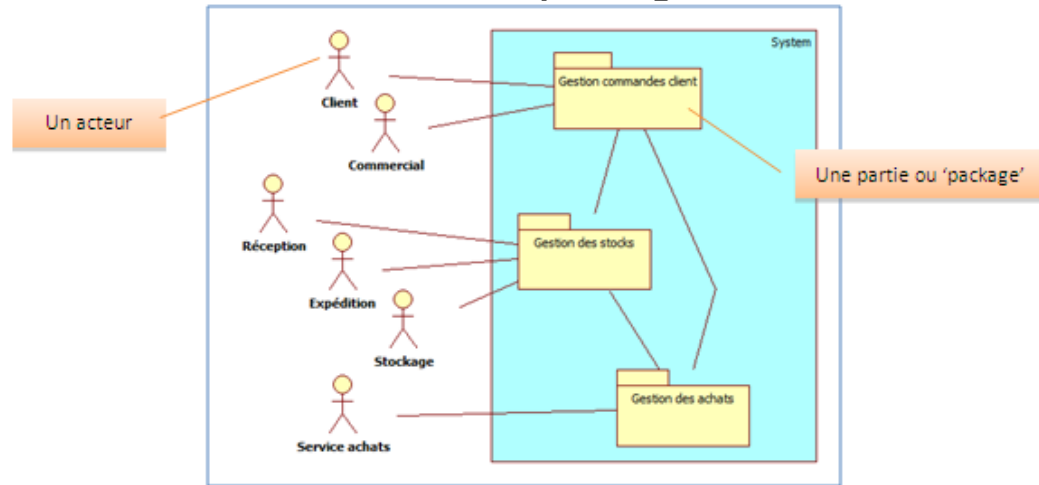 System
Gestion commandes client
Client
Un acteur
Commercial
Une partie ou ‘package’
Réception
Gestion des stocks
Expédition
Stockage
Gestion des achats
Service achats